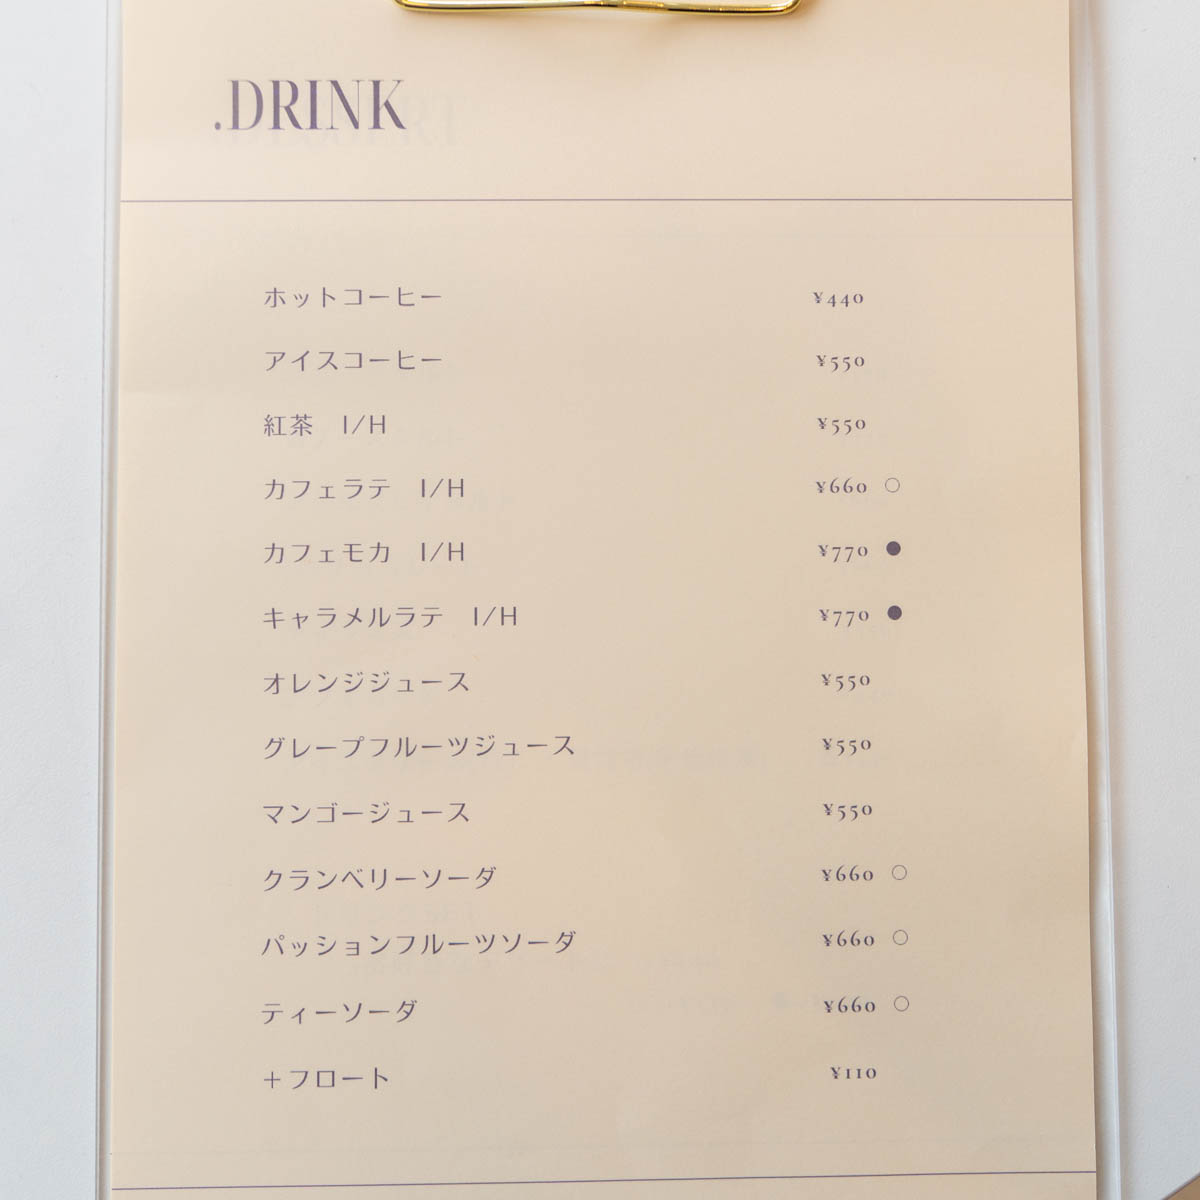 .DRINK
ホットコーヒー ¥440
アイスコーヒー ¥550
紅茶 I/H ¥550
カフェラテ I/H ¥660 ○
カフェモカ I/H ¥770 ●
キャラメルラテ I/H ¥770 ●
オレンジジュース ¥550
グレープフルーツジュース ¥550
マンゴージュース ¥550
クランベリーソーダ ¥660 ○
パッションフルーツソーダ ¥660 ○
ティーソーダ ¥660 ○
＋フロート ¥110